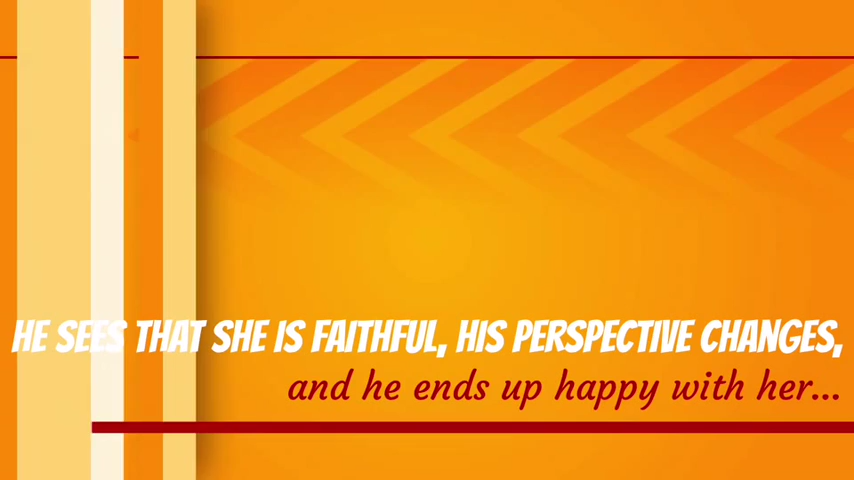 HE SEES THAT SHE IS FAITHFUL, HIS PERSPECTIVE CHANGES,
and he ends up happy with her...